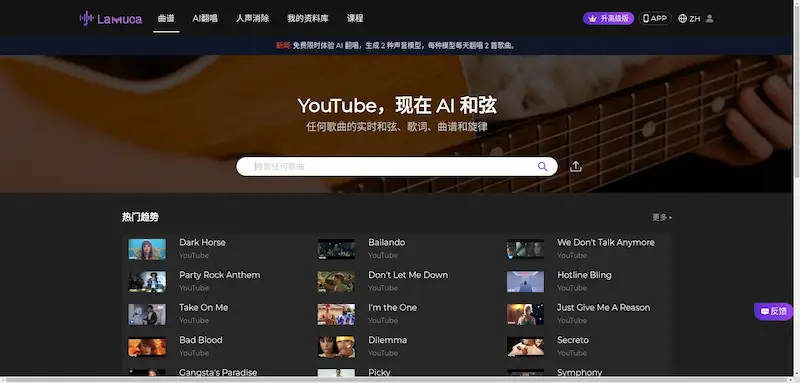 Lamuca
曲谱
AI翻唱
人声消除
我的资料库
课程
升高级版
APP
ZH
新闻: 免费限时体验 AI 翻唱，生成 2 种声音模型，每种模型每天翻唱 2 首歌曲。
YouTube，现在 AI 和弦
任何歌曲的实时和弦、歌词、曲谱和旋律
搜索任何歌曲
热门趋势
更多
Dark Horse
YouTube
Bailando
YouTube
We Don't Talk Anymore
YouTube
Party Rock Anthem
YouTube
Don't Let Me Down
YouTube
Hotline Bling
YouTube
Take On Me
YouTube
I'm the One
YouTube
Just Give Me A Reason
YouTube
反馈
Bad Blood
YouTube
Dilemma
YouTube
Secreto
YouTube
Gangsta's Paradise
Picky
Symphony